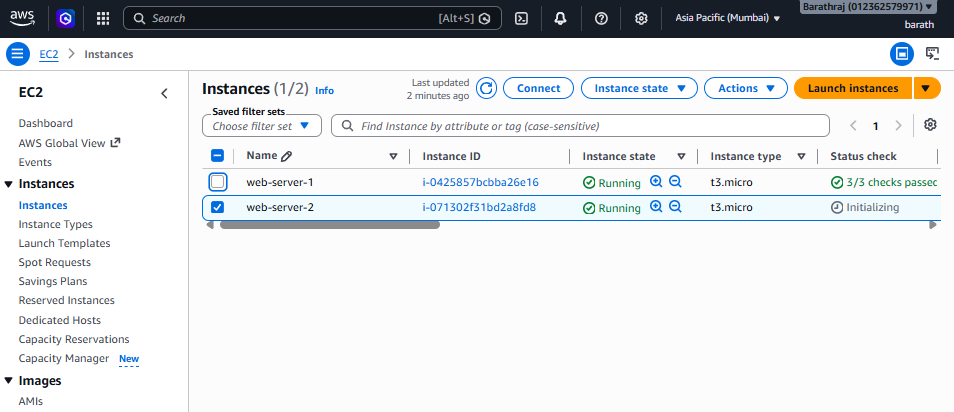 aws Search [Alt+S] Asia Pacific (Mumbai) Barathraj (012362579971)
barath
EC2 Instances
EC2
Dashboard
AWS Global View
Events
Instances
Instances
Instance Types
Launch Templates
Spot Requests
Savings Plans
Reserved Instances
Dedicated Hosts
Capacity Reservations
Capacity Manager New
Images
AMIs
Instances (1/2) Info
Last updated
2 minutes ago
Connect Instance state Actions Launch instances
Saved filter sets
Choose filter set Find Instance by attribute or tag (case-sensitive) 1
Name Instance ID Instance state Instance type Status check
web-server-1 i-0425857bcbba26e16 Running t3.micro 3/3 checks passed
web-server-2 i-071302f31bd2a8fd8 Running t3.micro Initializing